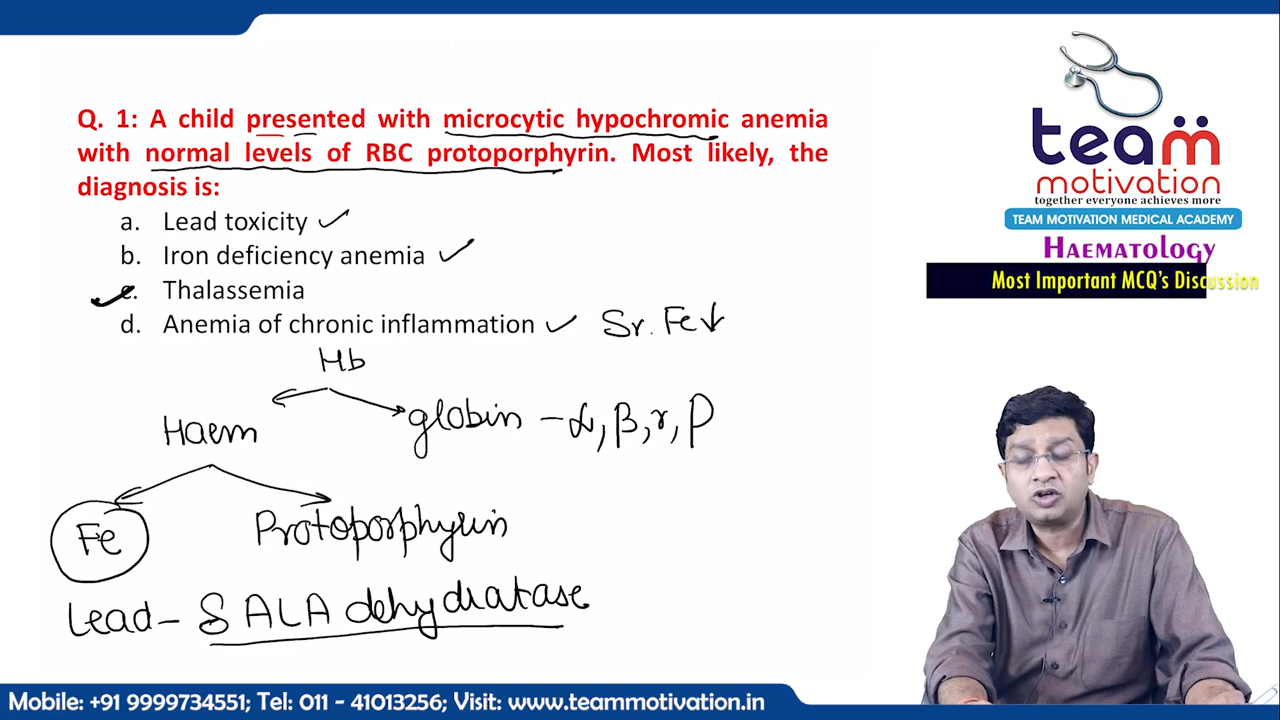 Q. 1: A child presented with microcytic hypochromic anemia
with normal levels of RBC protoporphyrin. Most likely, the
diagnosis is:
a. Lead toxicity
b. Iron deficiency anemia
c. Thalassemia
d. Anemia of chronic inflammation Sr. Fe↓
Hb
Haem globin - α, β, γ, ρ
Fe Protoporphyrin
Lead - δ ALA dehydratase
team
motivation
together everyone achieves more
TEAM MOTIVATION MEDICAL ACADEMY
HAEMATOLOGY
Most Important MCQ's Discussion
Mobile: +91 9999734551; Tel: 011 - 41013256; Visit: www.teammotivation.in